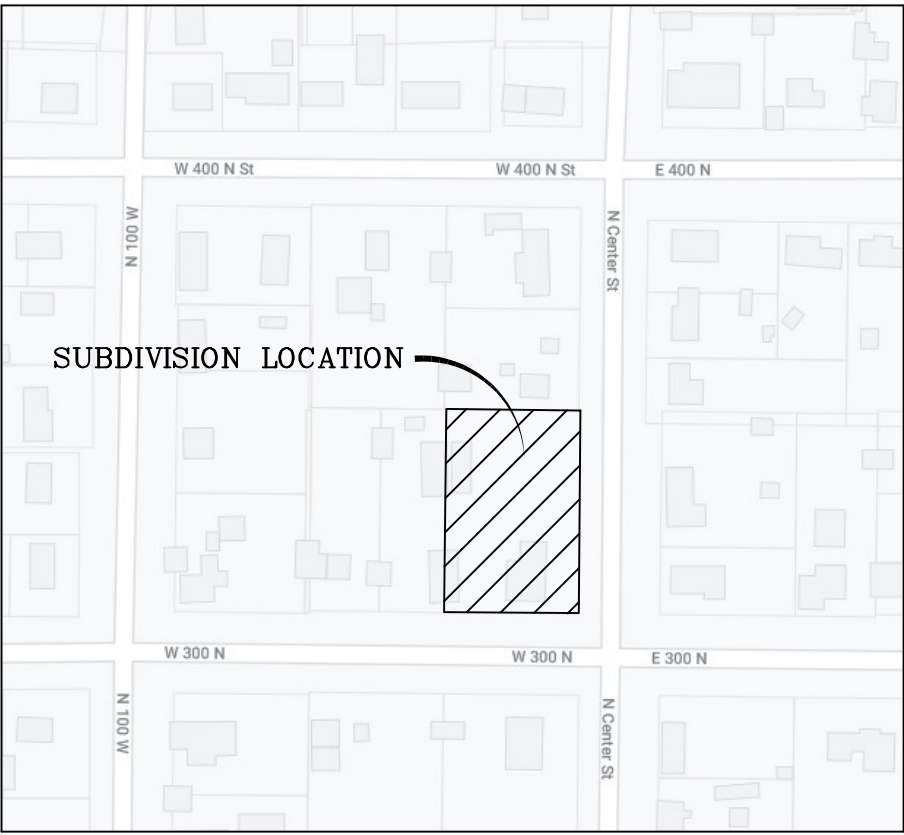 W 400 N St
W 400 N St
E 400 N
N 100 W
N Center St
SUBDIVISION LOCATION
W 300 N
W 300 N
E 300 N
N 100 W
N Center St